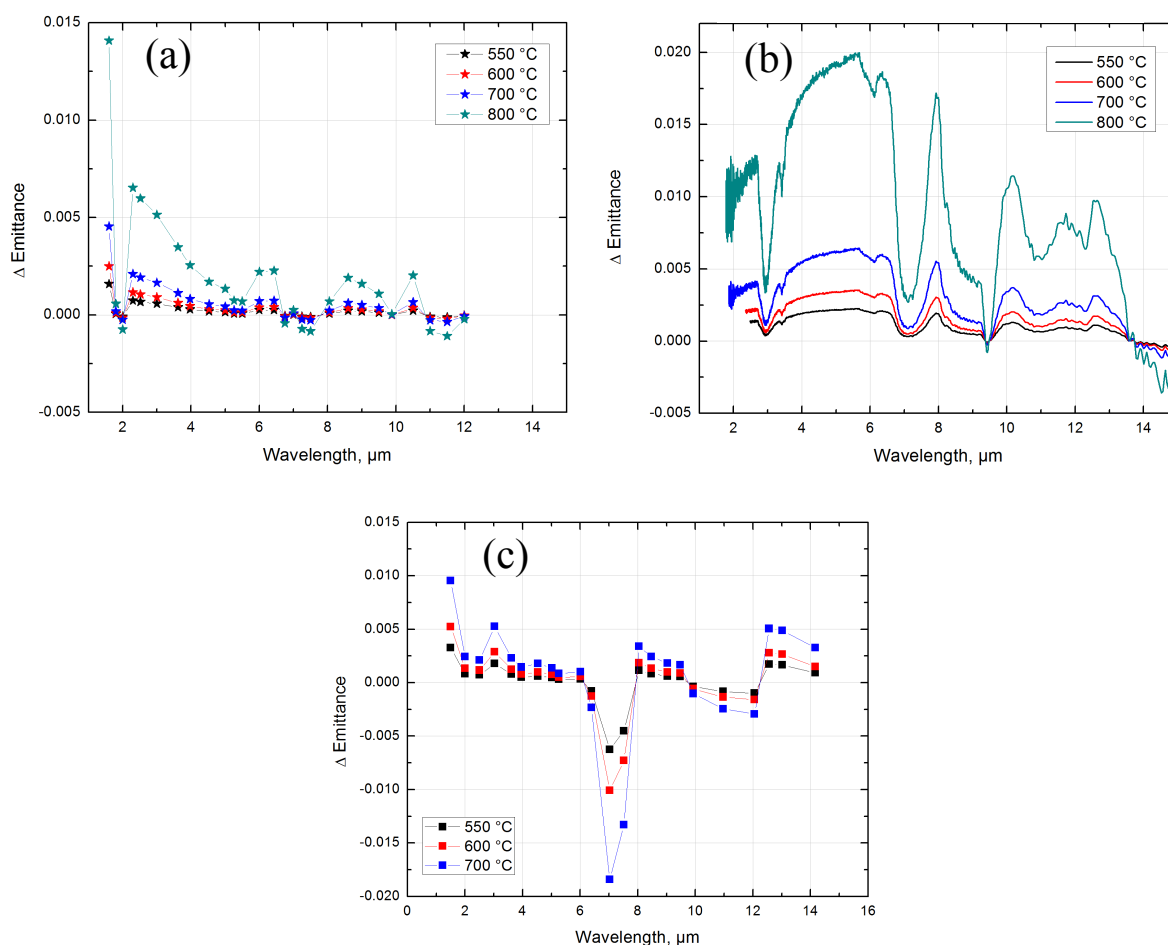 (a)
550 °C
600 °C
700 °C
800 °C
0.015
0.010
0.005
0.000
-0.005
Δ Emittance
2 4 6 8 10 12 14
Wavelength, µm
(b)
550 °C
600 °C
700 °C
800 °C
0.020
0.015
0.010
0.005
0.000
-0.005
Δ Emittance
2 4 6 8 10 12 14
Wavelength, µm
(c)
0.015
0.010
0.005
0.000
-0.005
-0.010
-0.015
-0.020
Δ Emittance
550 °C
600 °C
700 °C
0 2 4 6 8 10 12 14 16
Wavelength, µm